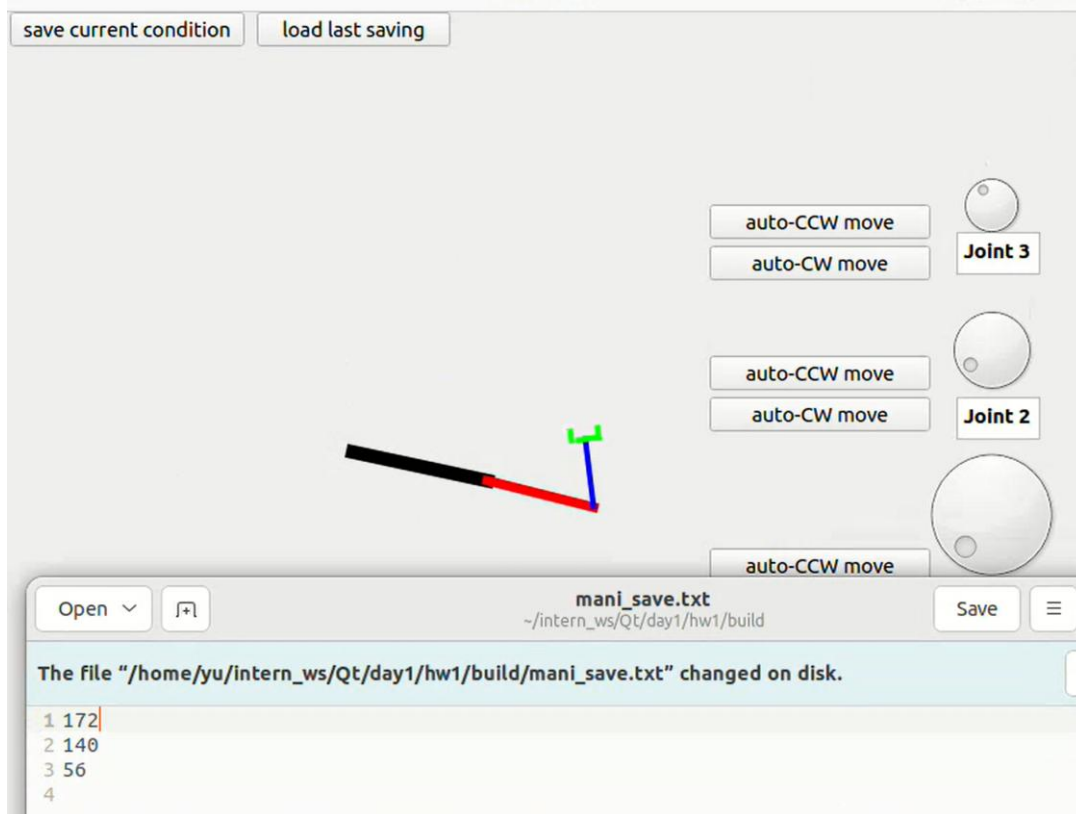 save current condition load last saving
auto-CCW move
auto-CW move
Joint 3
auto-CCW move
auto-CW move
Joint 2
auto-CCW move
Open
mani_save.txt
~/intern_ws/Qt/day1/hw1/build
Save
The file “/home/yu/intern_ws/Qt/day1/hw1/build/mani_save.txt” changed on disk.
1 172
2 140
3 56
4